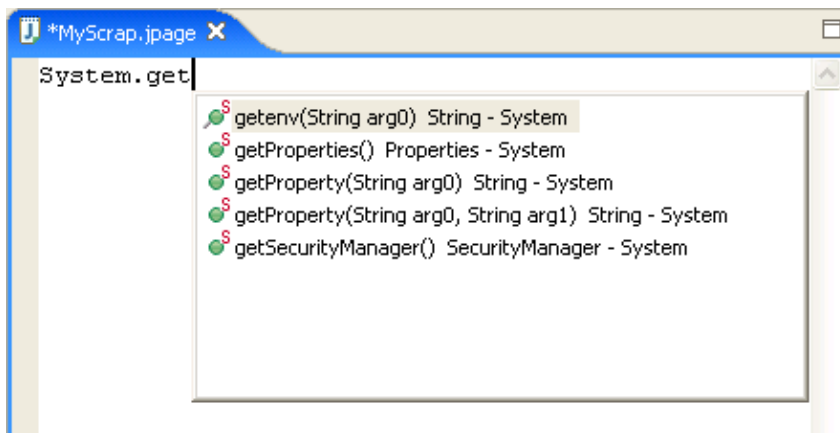 *MyScrap.jpage
System.get
getenv(String arg0) String - System
getProperties() Properties - System
getProperty(String arg0) String - System
getProperty(String arg0, String arg1) String - System
getSecurityManager() SecurityManager - System